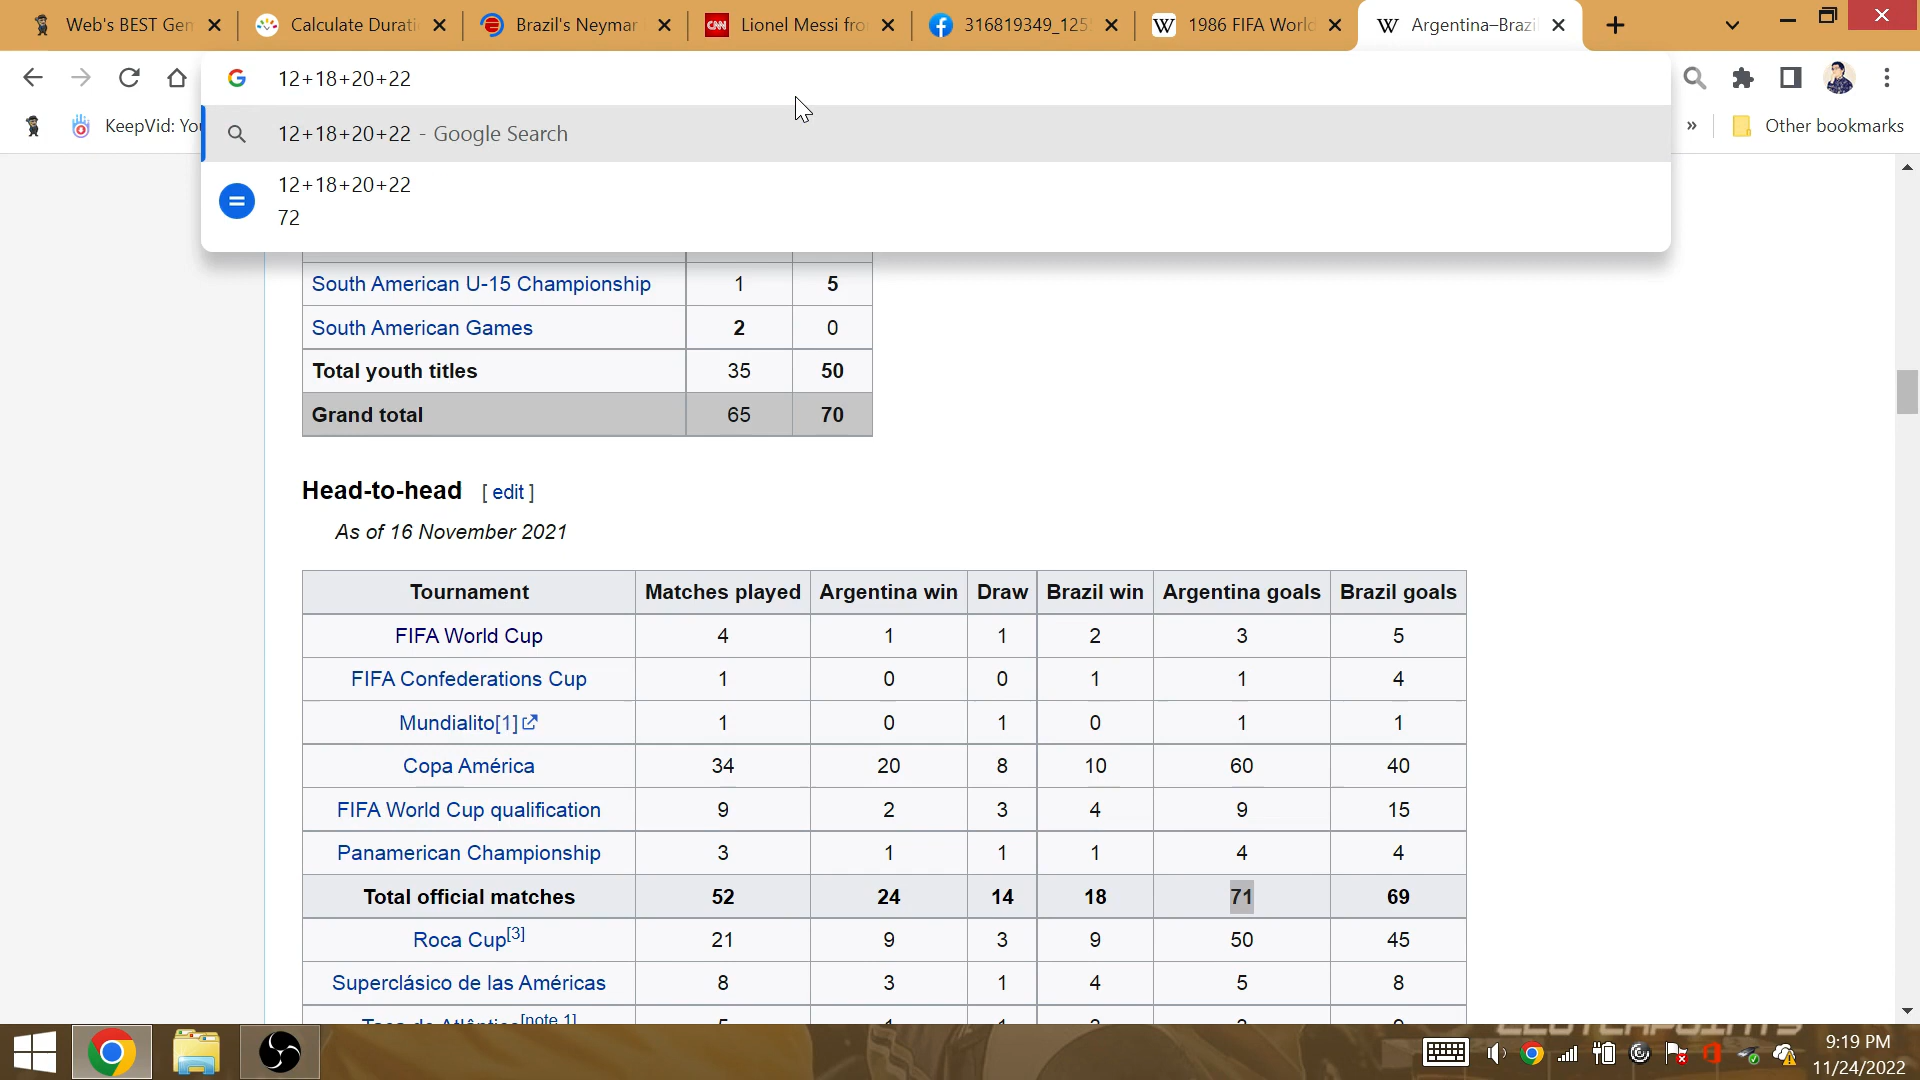 Web's BEST Gen
Calculate Durati
Brazil's Neymar
CNN Lionel Messi fro
316819349_125
W 1986 FIFA World
W Argentina–Brazi
12+18+20+22
KeepVid: Yo
» Other bookmarks
12+18+20+22 - Google Search
12+18+20+22
72
South American U-15 Championship 1 5
South American Games 2 0
Total youth titles 35 50
Grand total 65 70
Head-to-head [ edit ]
As of 16 November 2021
Tournament Matches played Argentina win Draw Brazil win Argentina goals Brazil goals
FIFA World Cup 4 1 1 2 3 5
FIFA Confederations Cup 1 0 0 1 1 4
Mundialito[1] 1 0 1 0 1 1
Copa América 34 20 8 10 60 40
FIFA World Cup qualification 9 2 3 4 9 15
Panamerican Championship 3 1 1 1 4 4
Total official matches 52 24 14 18 71 69
Roca Cup[3] 21 9 3 9 50 45
Superclásico de las Américas 8 3 1 4 5 8
[note 1]
9:19 PM
11/24/2022